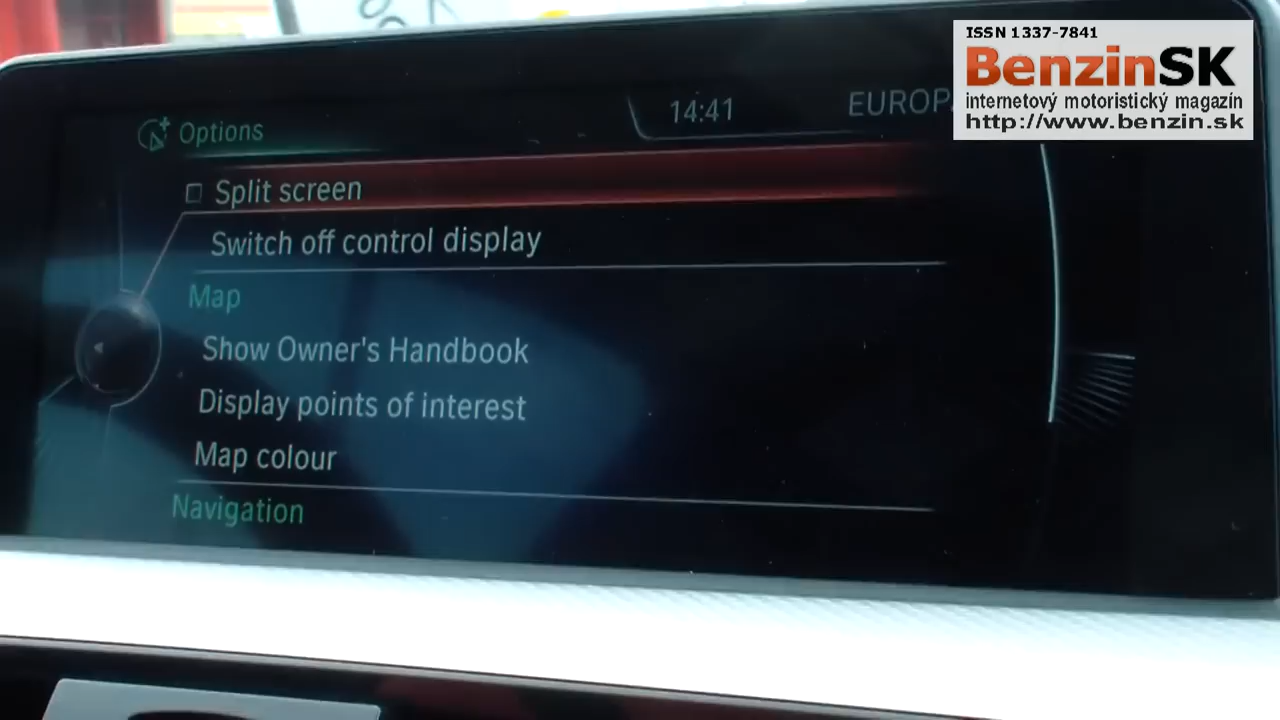 ISSN 1337-7841
BenzinSK
internetový motoristický magazín
http://www.benzin.sk
Options
14:41
Split screen
Switch off control display
Map
Show Owner's Handbook
Display points of interest
Map colour
Navigation